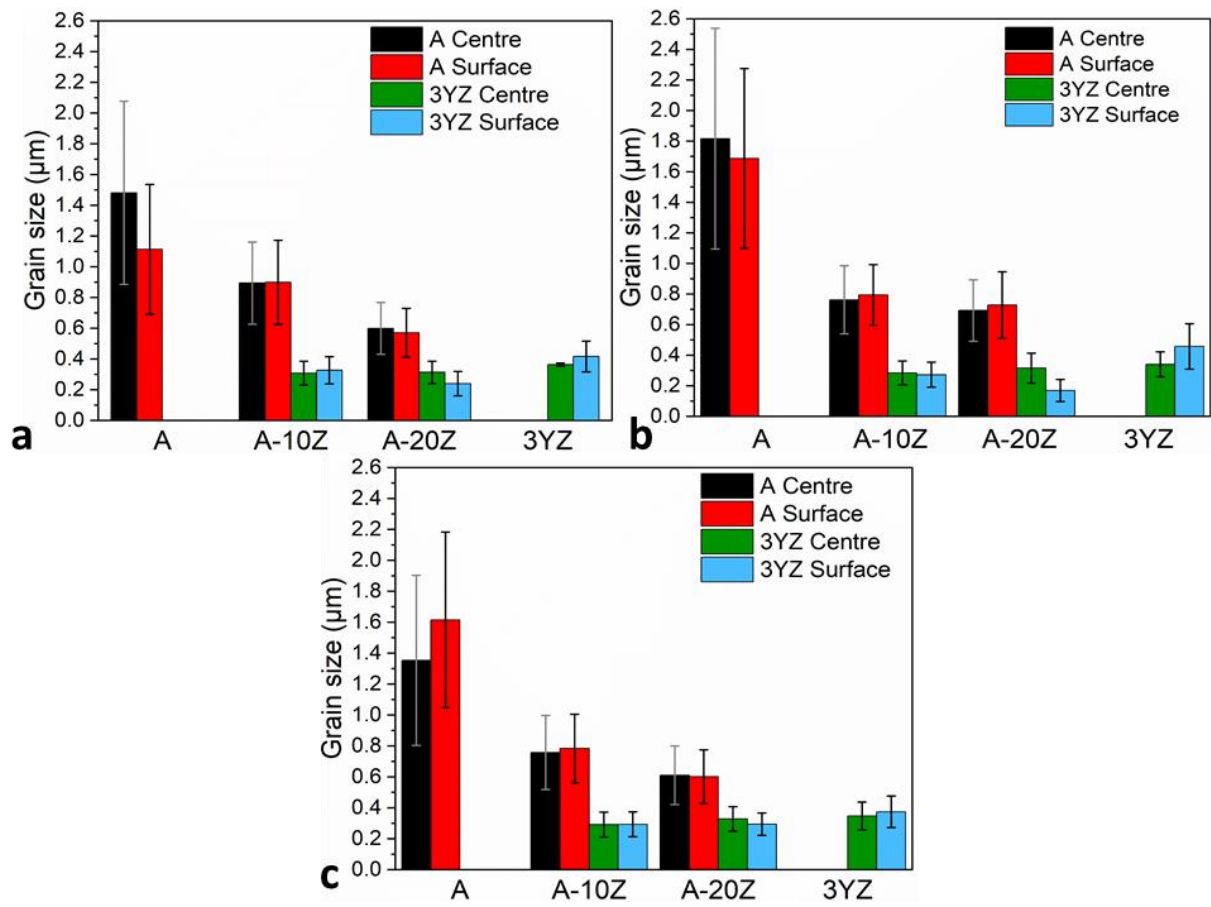 2.6
2.4
2.2
2.0
1.8
1.6
1.4
1.2
1.0
0.8
0.6
0.4
0.2
0.0
Grain size (µm)
A Centre
A Surface
3YZ Centre
3YZ Surface
A A-10Z A-20Z 3YZ
a
2.6
2.4
2.2
2.0
1.8
1.6
1.4
1.2
1.0
0.8
0.6
0.4
0.2
0.0
Grain size (µm)
A Centre
A Surface
3YZ Centre
3YZ Surface
A A-10Z A-20Z 3YZ
b
2.6
2.4
2.2
2.0
1.8
1.6
1.4
1.2
1.0
0.8
0.6
0.4
0.2
0.0
Grain size (µm)
A Centre
A Surface
3YZ Centre
3YZ Surface
A A-10Z A-20Z 3YZ
c